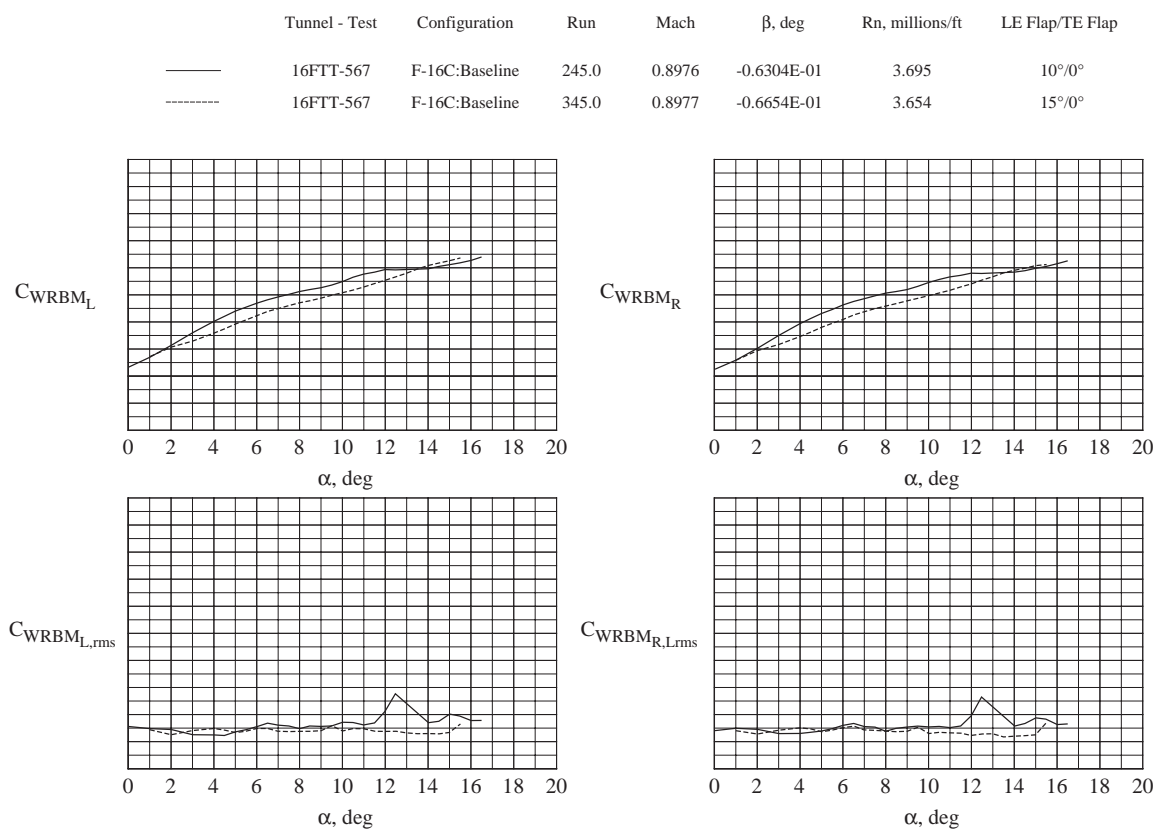 Tunnel - Test Configuration Run Mach β, deg Rn, millions/ft LE Flap/TE Flap
16FTT-567 F-16C:Baseline 245.0 0.8976 -0.6304E-01 3.695 10°/0°
16FTT-567 F-16C:Baseline 345.0 0.8977 -0.6654E-01 3.654 15°/0°
CWRBML
0 2 4 6 8 10 12 14 16 18 20
α, deg
CWRBMR
0 2 4 6 8 10 12 14 16 18 20
α, deg
CWRBML,rms
0 2 4 6 8 10 12 14 16 18 20
α, deg
CWRBMR,Lrms
0 2 4 6 8 10 12 14 16 18 20
α, deg